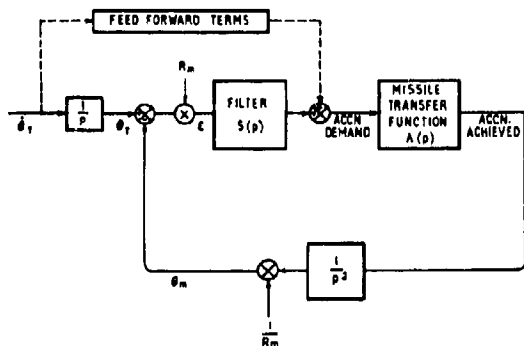 FEED FORWARD TERMS
Rm
θ̇T
1/p
θT
ε
FILTER
S(p)
ACCN
DEMAND
MISSILE
TRANSFER
FUNCTION
A(p)
ACCN.
ACHIEVED
θm
1/p²
1/Rm